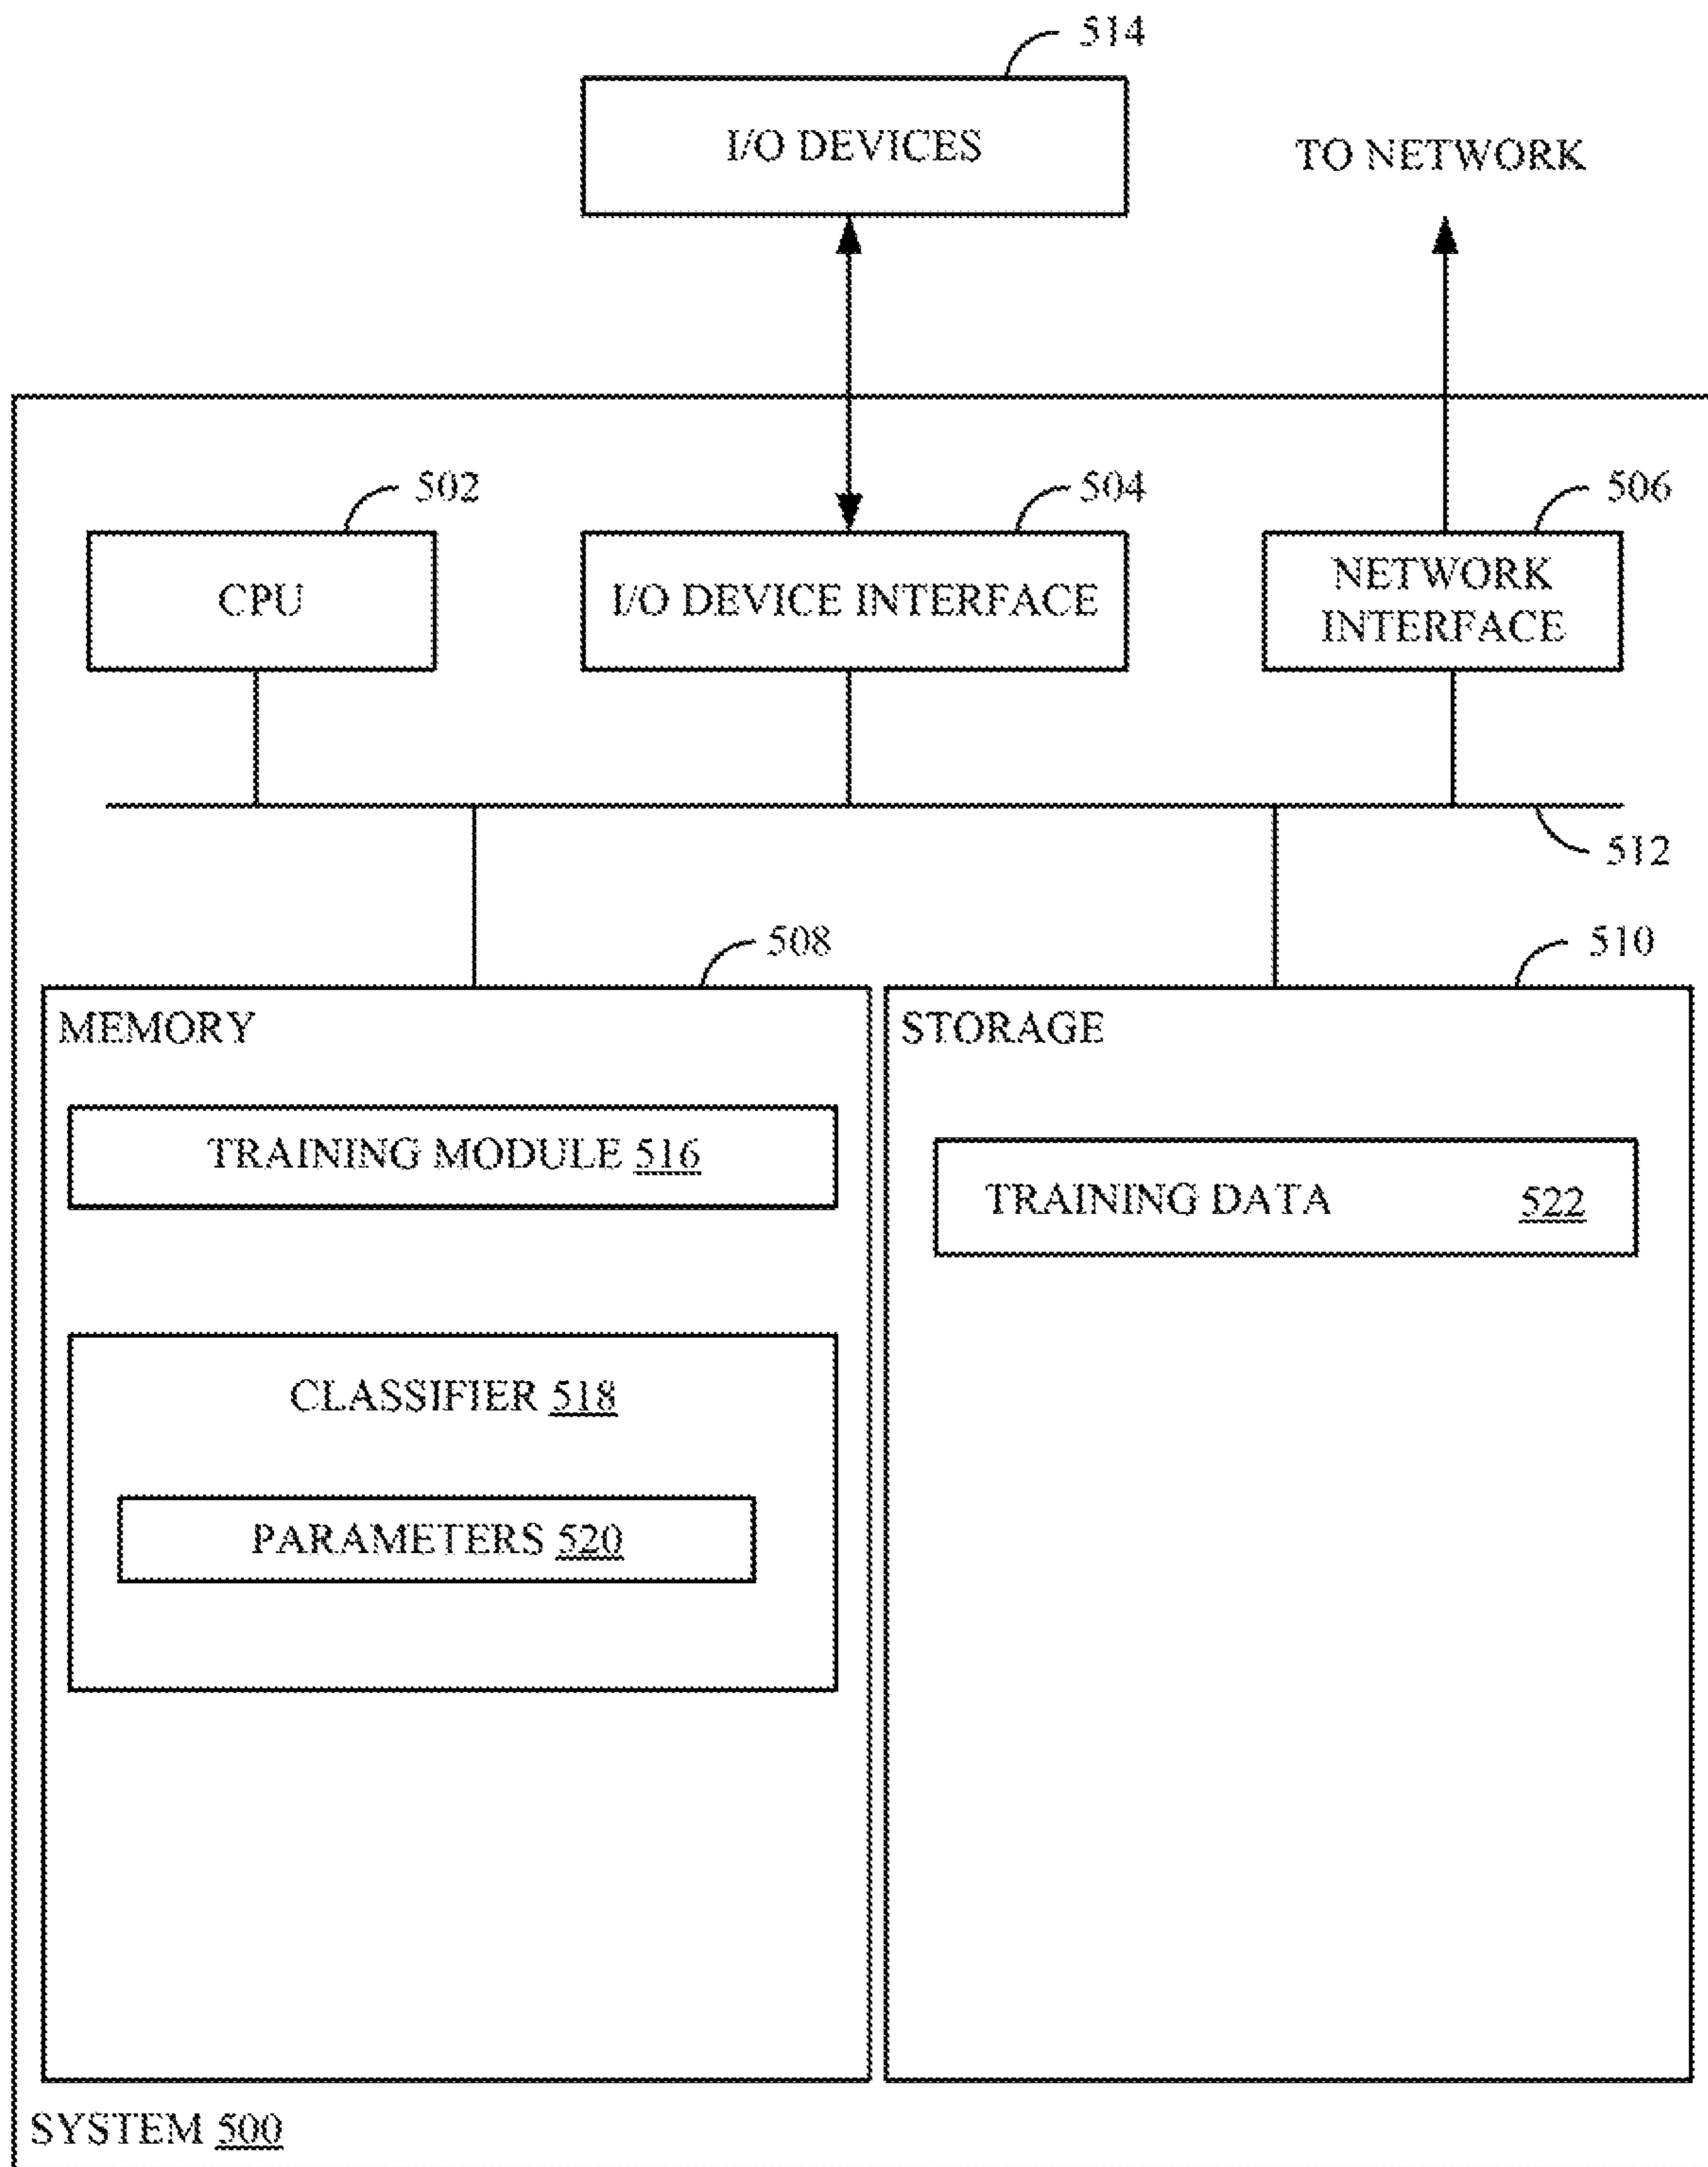 514
I/O DEVICES
TO NETWORK
502
504
506
CPU
I/O DEVICE INTERFACE
NETWORK
INTERFACE
512
508
510
MEMORY
STORAGE
TRAINING MODULE 516
TRAINING DATA 522
CLASSIFIER 518
PARAMETERS 520
SYSTEM 500